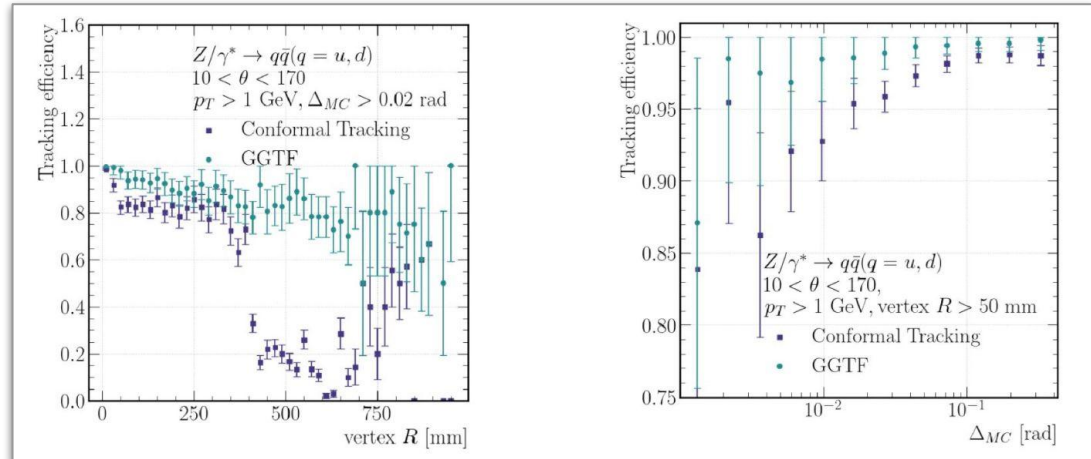 1.6
1.4
1.2
1.0
0.8
0.6
0.4
0.2
0.0
Tracking efficiency
Z/γ* → qq̄(q = u, d)
10 < θ < 170
p_T > 1 GeV, Δ_MC > 0.02 rad
Conformal Tracking
GGTF
0 250 500 750
vertex R [mm]
1.00
0.95
0.90
0.85
0.80
0.75
Tracking efficiency
Z/γ* → qq̄(q = u, d)
10 < θ < 170,
p_T > 1 GeV, vertex R > 50 mm
Conformal Tracking
GGTF
10⁻² 10⁻¹
Δ_MC [rad]